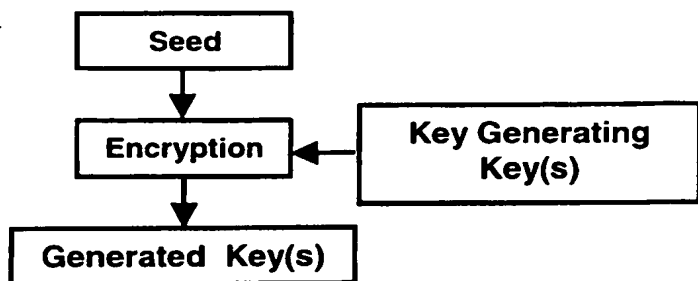 Seed
Encryption
Key Generating
Key(s)
Generated Key(s)